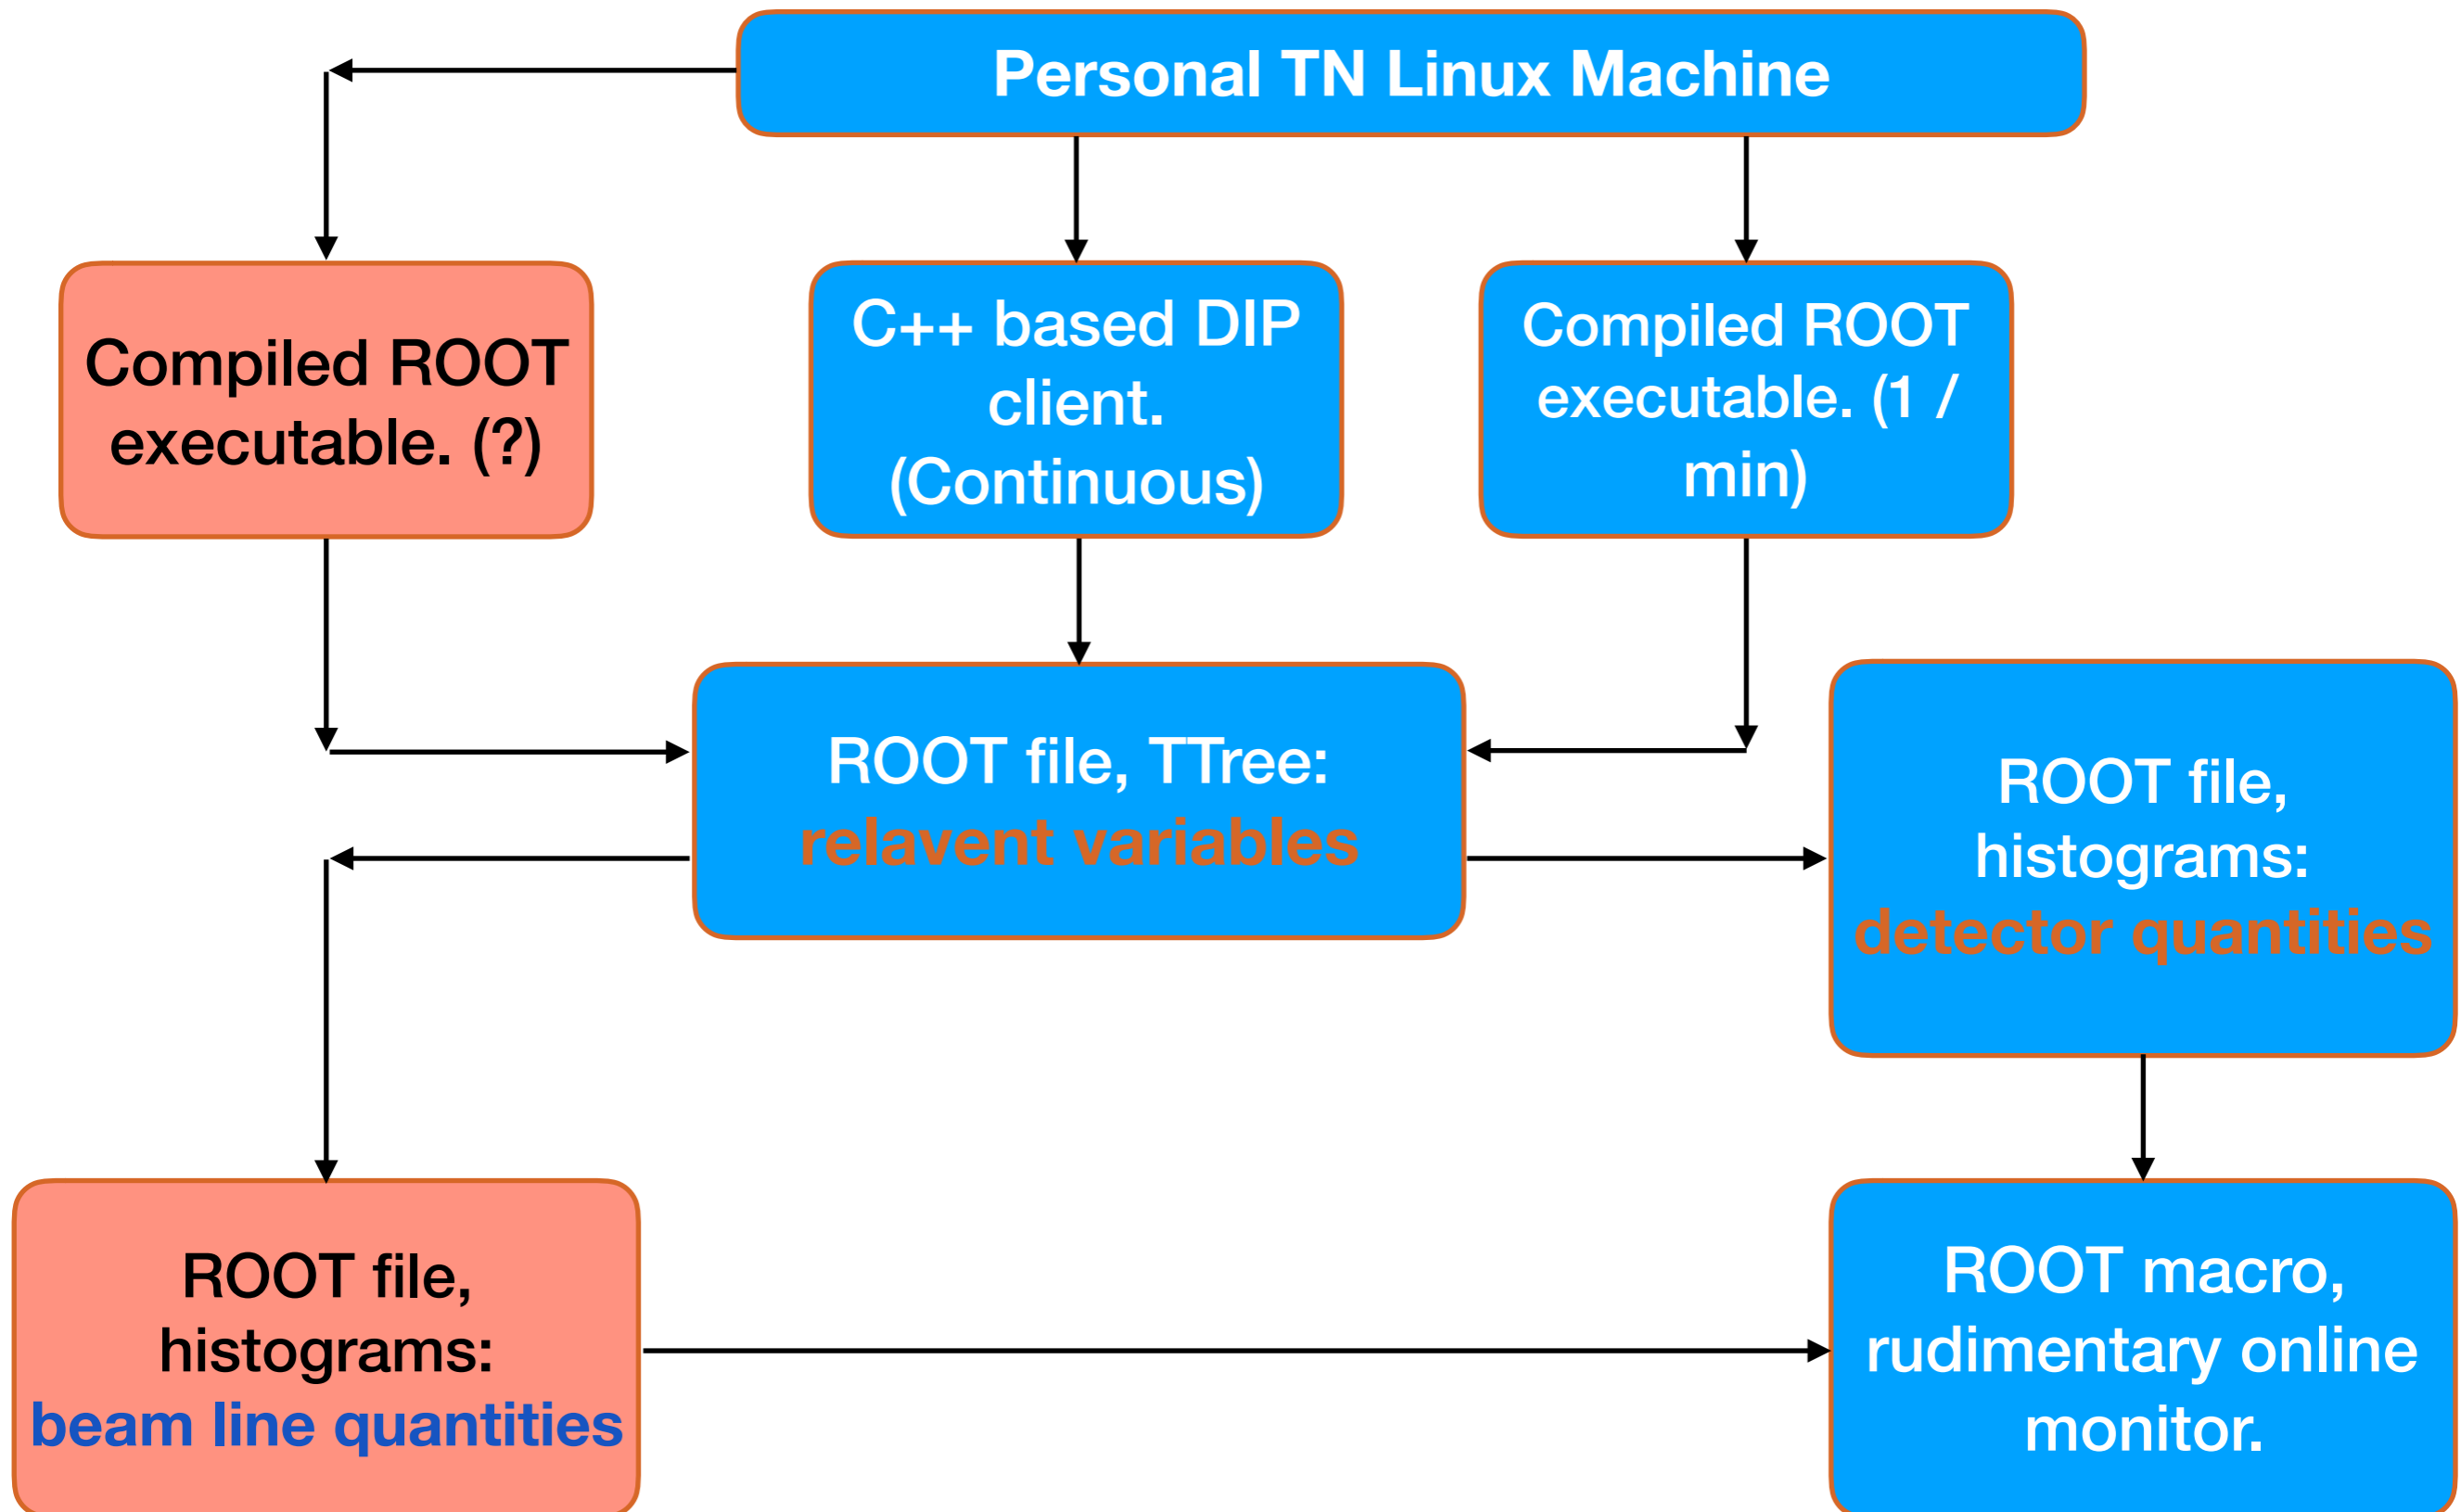 Personal TN Linux Machine
Compiled ROOT
executable. (?)
C++ based DIP
client.
(Continuous)
Compiled ROOT
executable. (1 /
min)
ROOT file, TTree:
relavent variables
ROOT file,
histograms:
detector quantities
ROOT file,
histograms:
beam line quantities
ROOT macro,
rudimentary online
monitor.